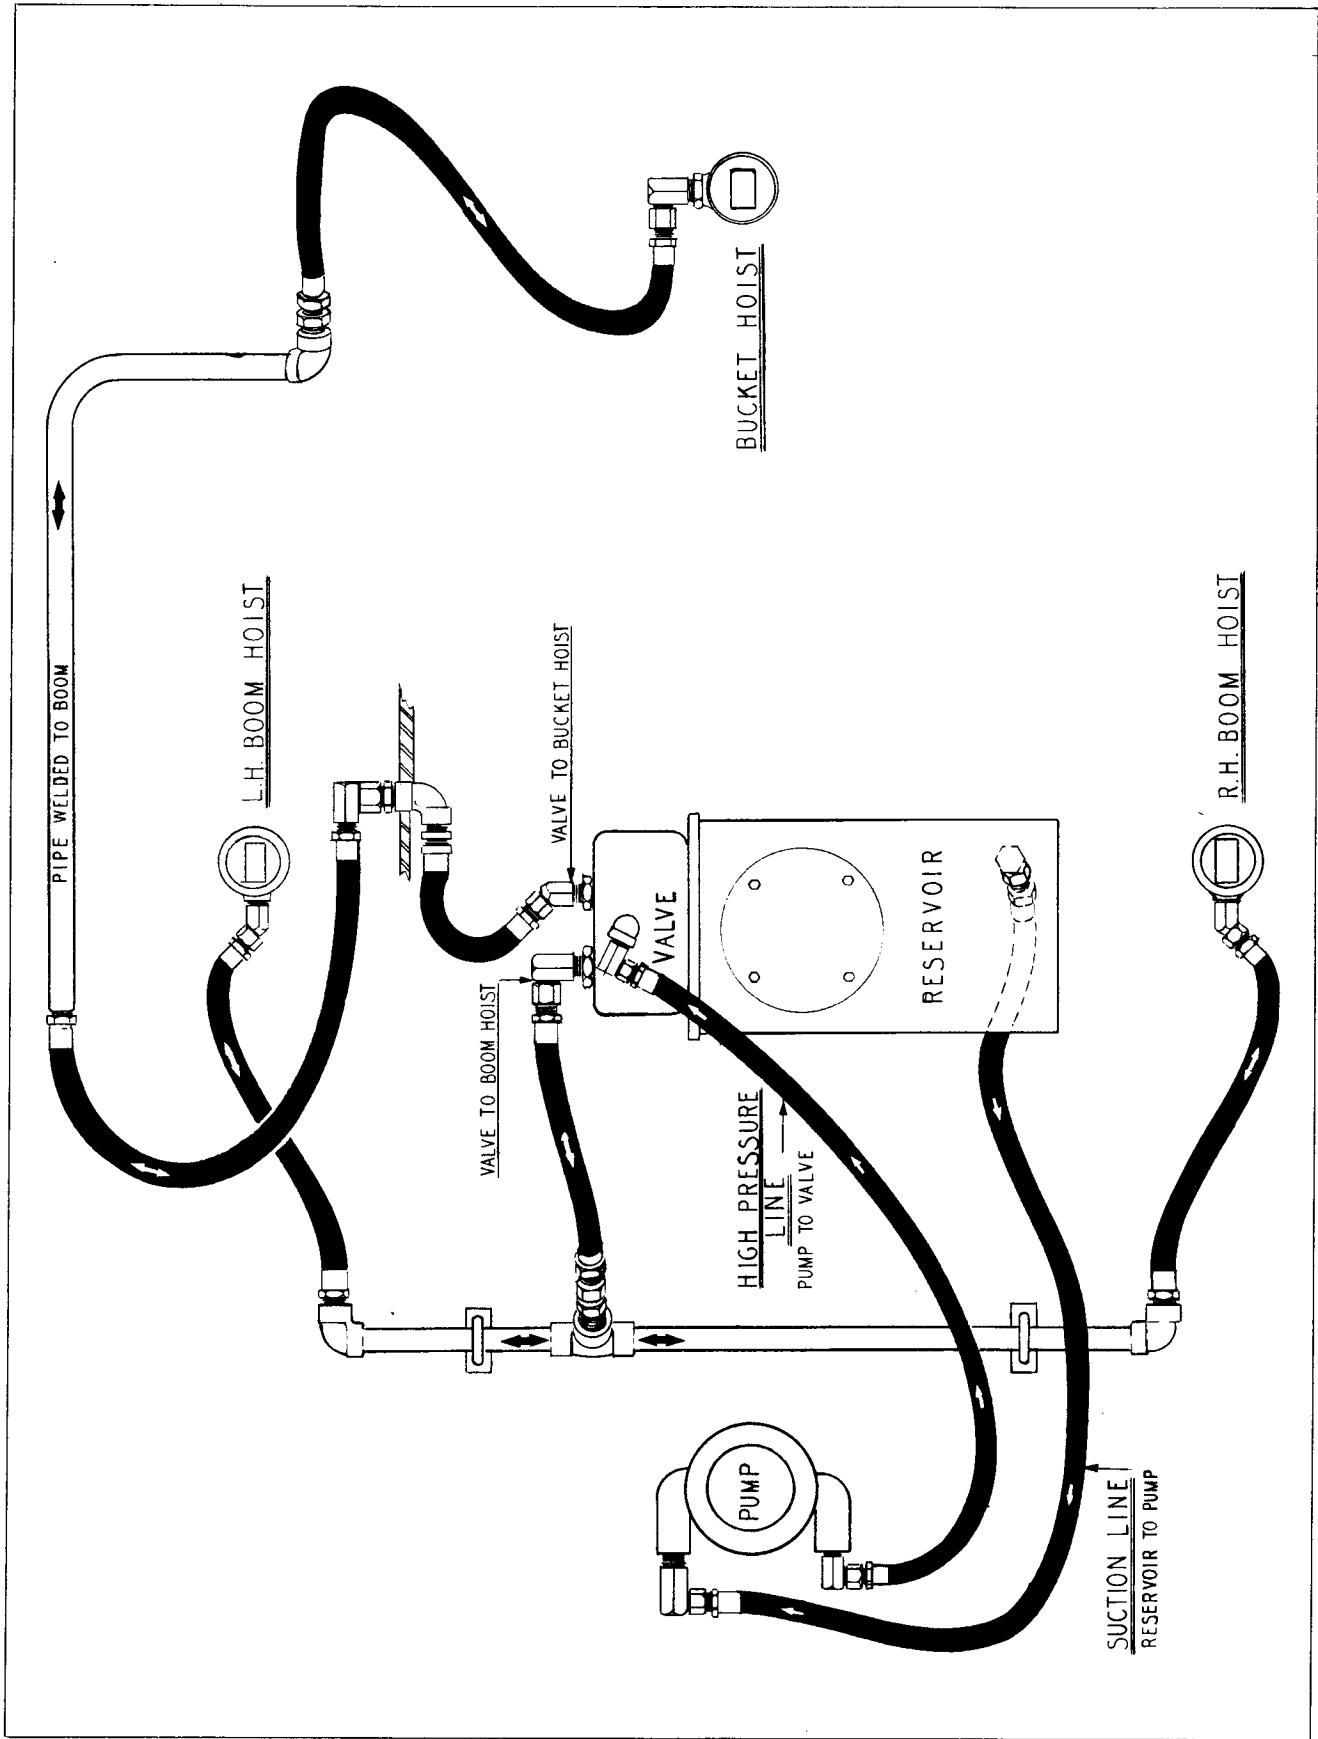 PIPE WELDED TO BOOM
L.H. BOOM HOIST
BUCKET HOIST
VALVE TO BUCKET HOIST
VALVE TO BOOM HOIST
VALVE
RESERVOIR
HIGH PRESSURE
LINE
PUMP TO VALVE
R.H. BOOM HOIST
PUMP
SUCTION LINE
RESERVOIR TO PUMP